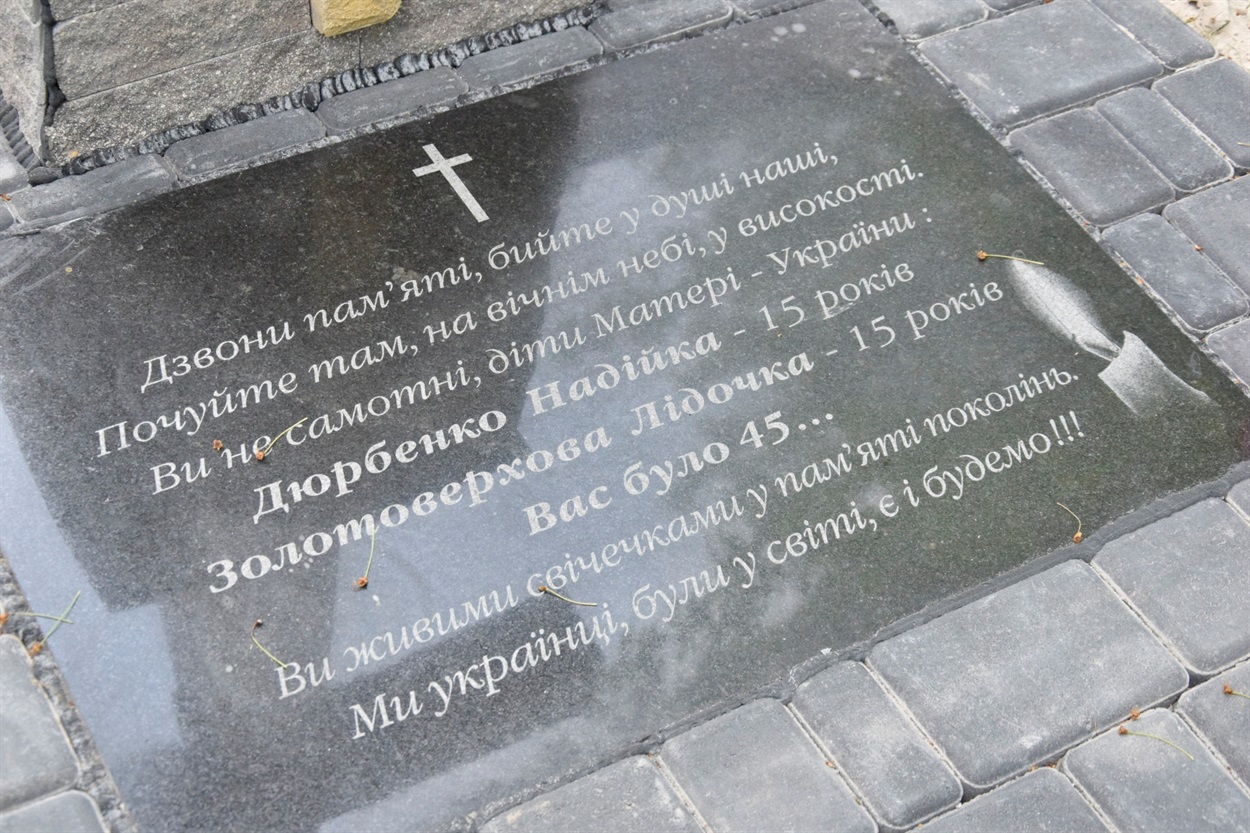 Дзвони пам’яті, бийте у душі наші,
Почуйте там, на вічнім небі, у високості.
Ви не самотні, діти Матері - України :
Дюрбенко Надійка - 15 років
Золотоверхова Лідочка - 15 років
Вас було 45...
Ви живими свічечками у пам’яті поколінь.
Ми українці, були у світі, є і будемо!!!